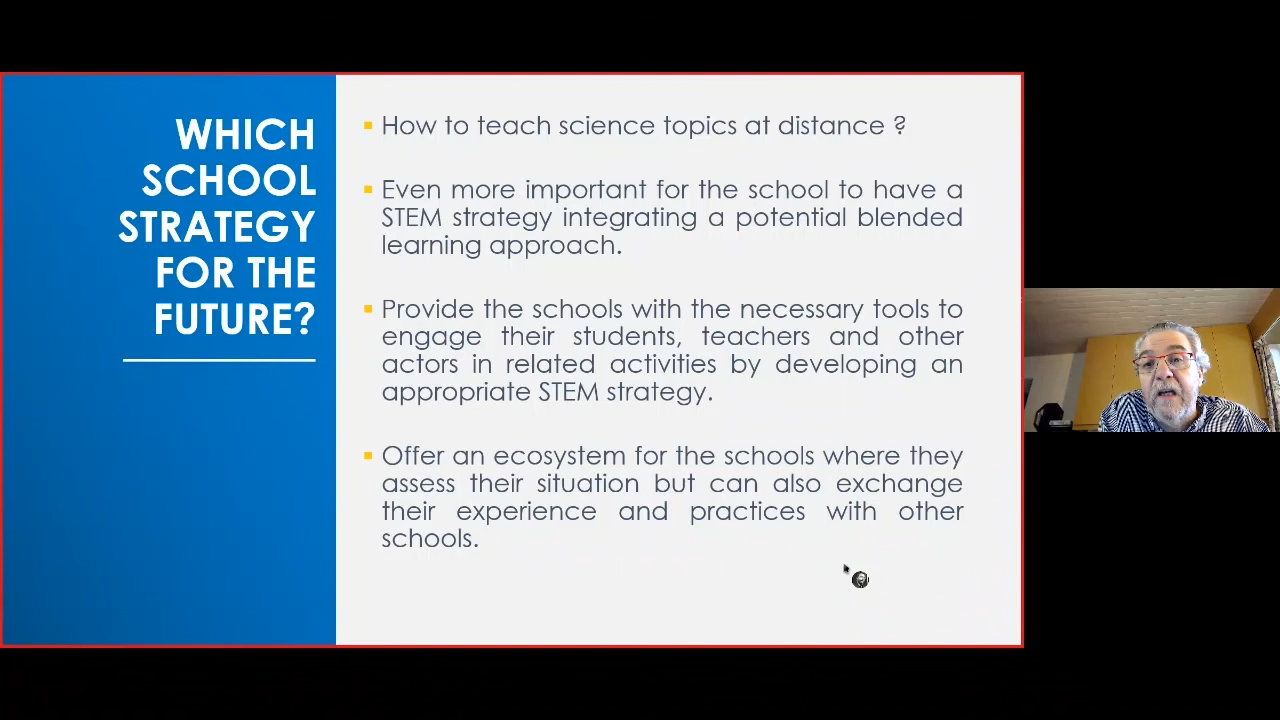 WHICH
SCHOOL
STRATEGY
FOR THE
FUTURE?
How to teach science topics at distance ?
Even more important for the school to have a
STEM strategy integrating a potential blended
learning approach.
Provide the schools with the necessary tools to
engage their students, teachers and other
actors in related activities by developing an
appropriate STEM strategy.
Offer an ecosystem for the schools where they
assess their situation but can also exchange
their experience and practices with other
schools.